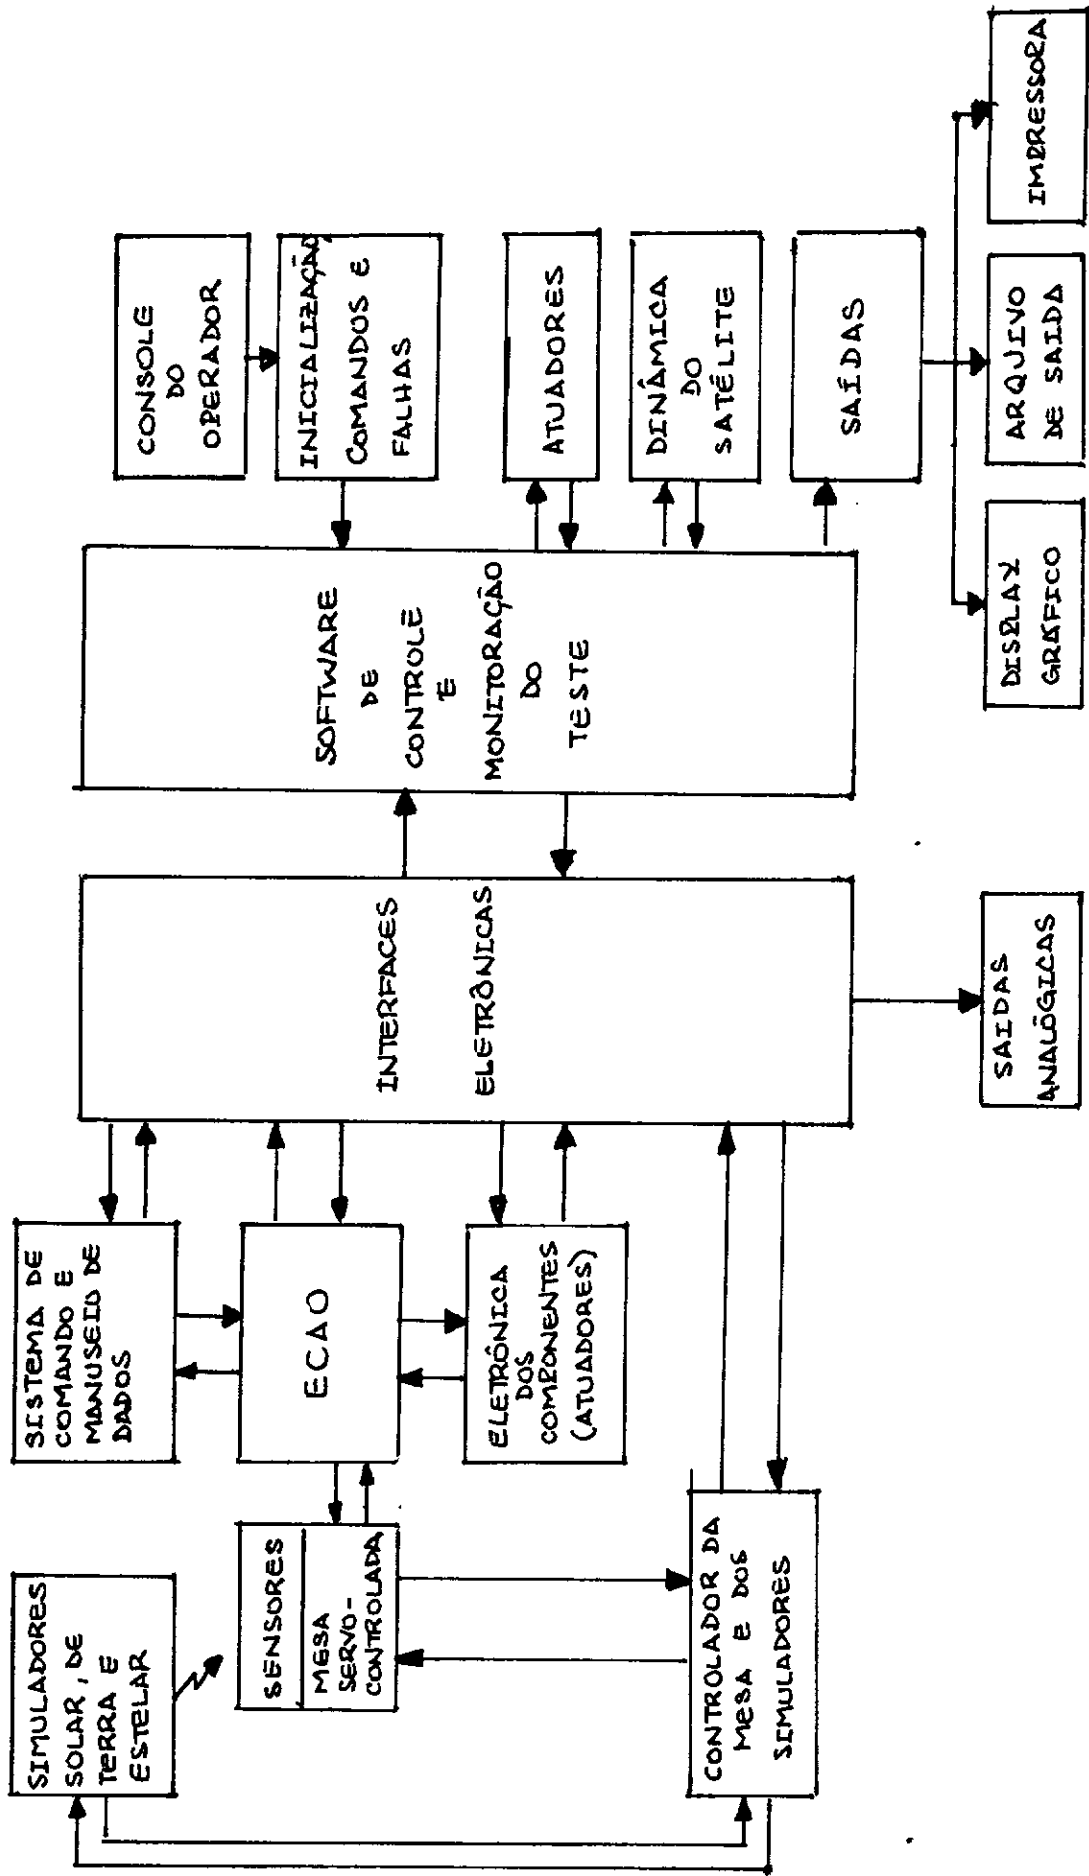 SIMULADORES
SOLAR, DE
TERRA E
ESTELAR
SISTEMA DE
COMANDO E
MANUSEIO DE
DADOS
SENSORES
MESA
SERVO-
CONTROLADA
ECAO
ELETRÔNICA
DOS
COMPONENTES
(ATUADORES)
CONTROLADOR DA
MESA E DOS
SIMULADORES
INTERFACES
ELETRÔNICAS
SAIDAS
ANALÓGICAS
SOFTWARE
DE
CONTROLE
E
MONITORAÇÃO
DO
TESTE
CONSOLE
DO
OPERADOR
INICIALIZAÇÃO,
COMANDOS E
FALHAS
ATUADORES
DINÂMICA
DO
SATÉLITE
SAÍDAS
DISPLAY
GRÁFICO
ARQUIVO
DE SAIDA
IMPRESSORA